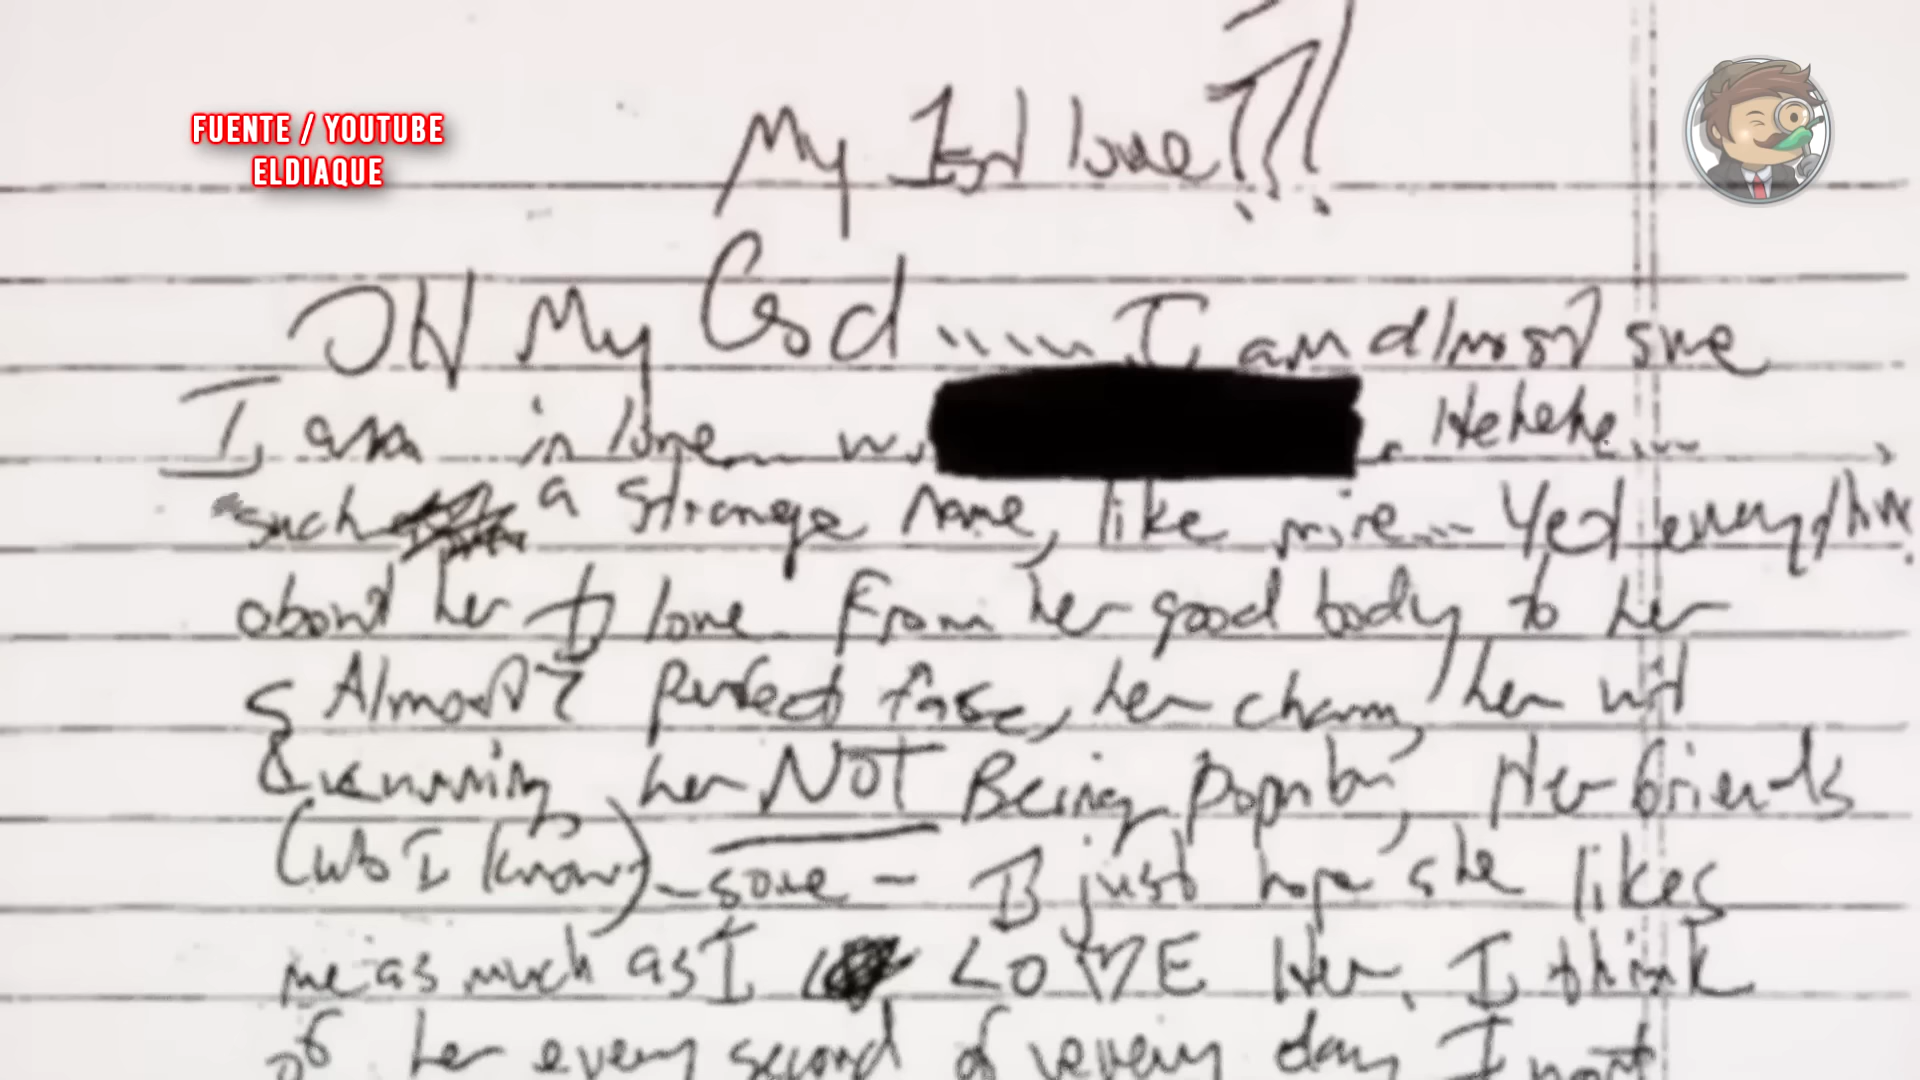 FUENTE / YOUTUBE
ELDIAQUE
My 1st love???!
OH My God ..... I am almost sure
I am in love w. Hehehe....
such a strange name, like mine... Yet everything
about her I love. From her good body to her
Almost perfect face, her charm, her wit
& cunning, her NOT Being popular, Her friends
(who I know) -some- I just hope she likes
me as much as I LOVE Her. I think
of her every second of every day. I want